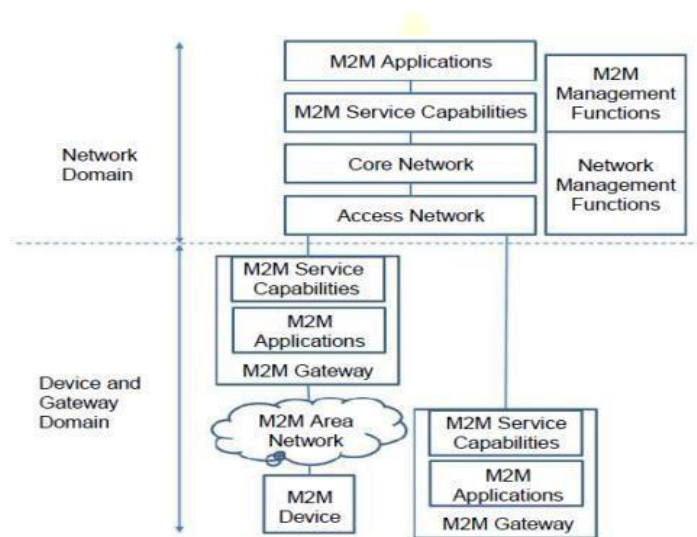 M2M Applications
M2M Service Capabilities
Core Network
Access Network
M2M
Management
Functions
Network
Management
Functions
Network
Domain
M2M Service
Capabilities
M2M
Applications
M2M Gateway
Device and
Gateway
Domain
M2M Area
Network
M2M
Device
M2M Service
Capabilities
M2M
Applications
M2M Gateway